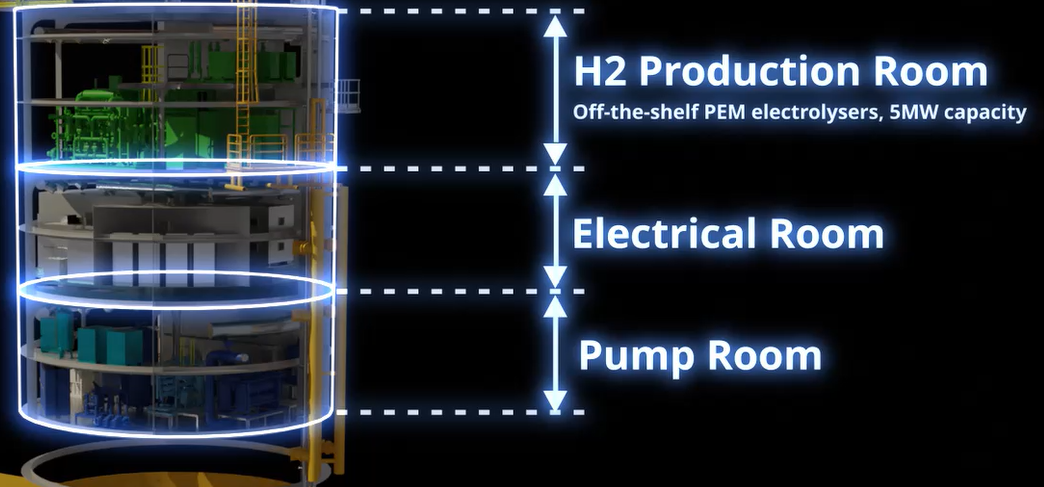 H2 Production Room
Off-the-shelf PEM electrolysers, 5MW capacity
Electrical Room
Pump Room